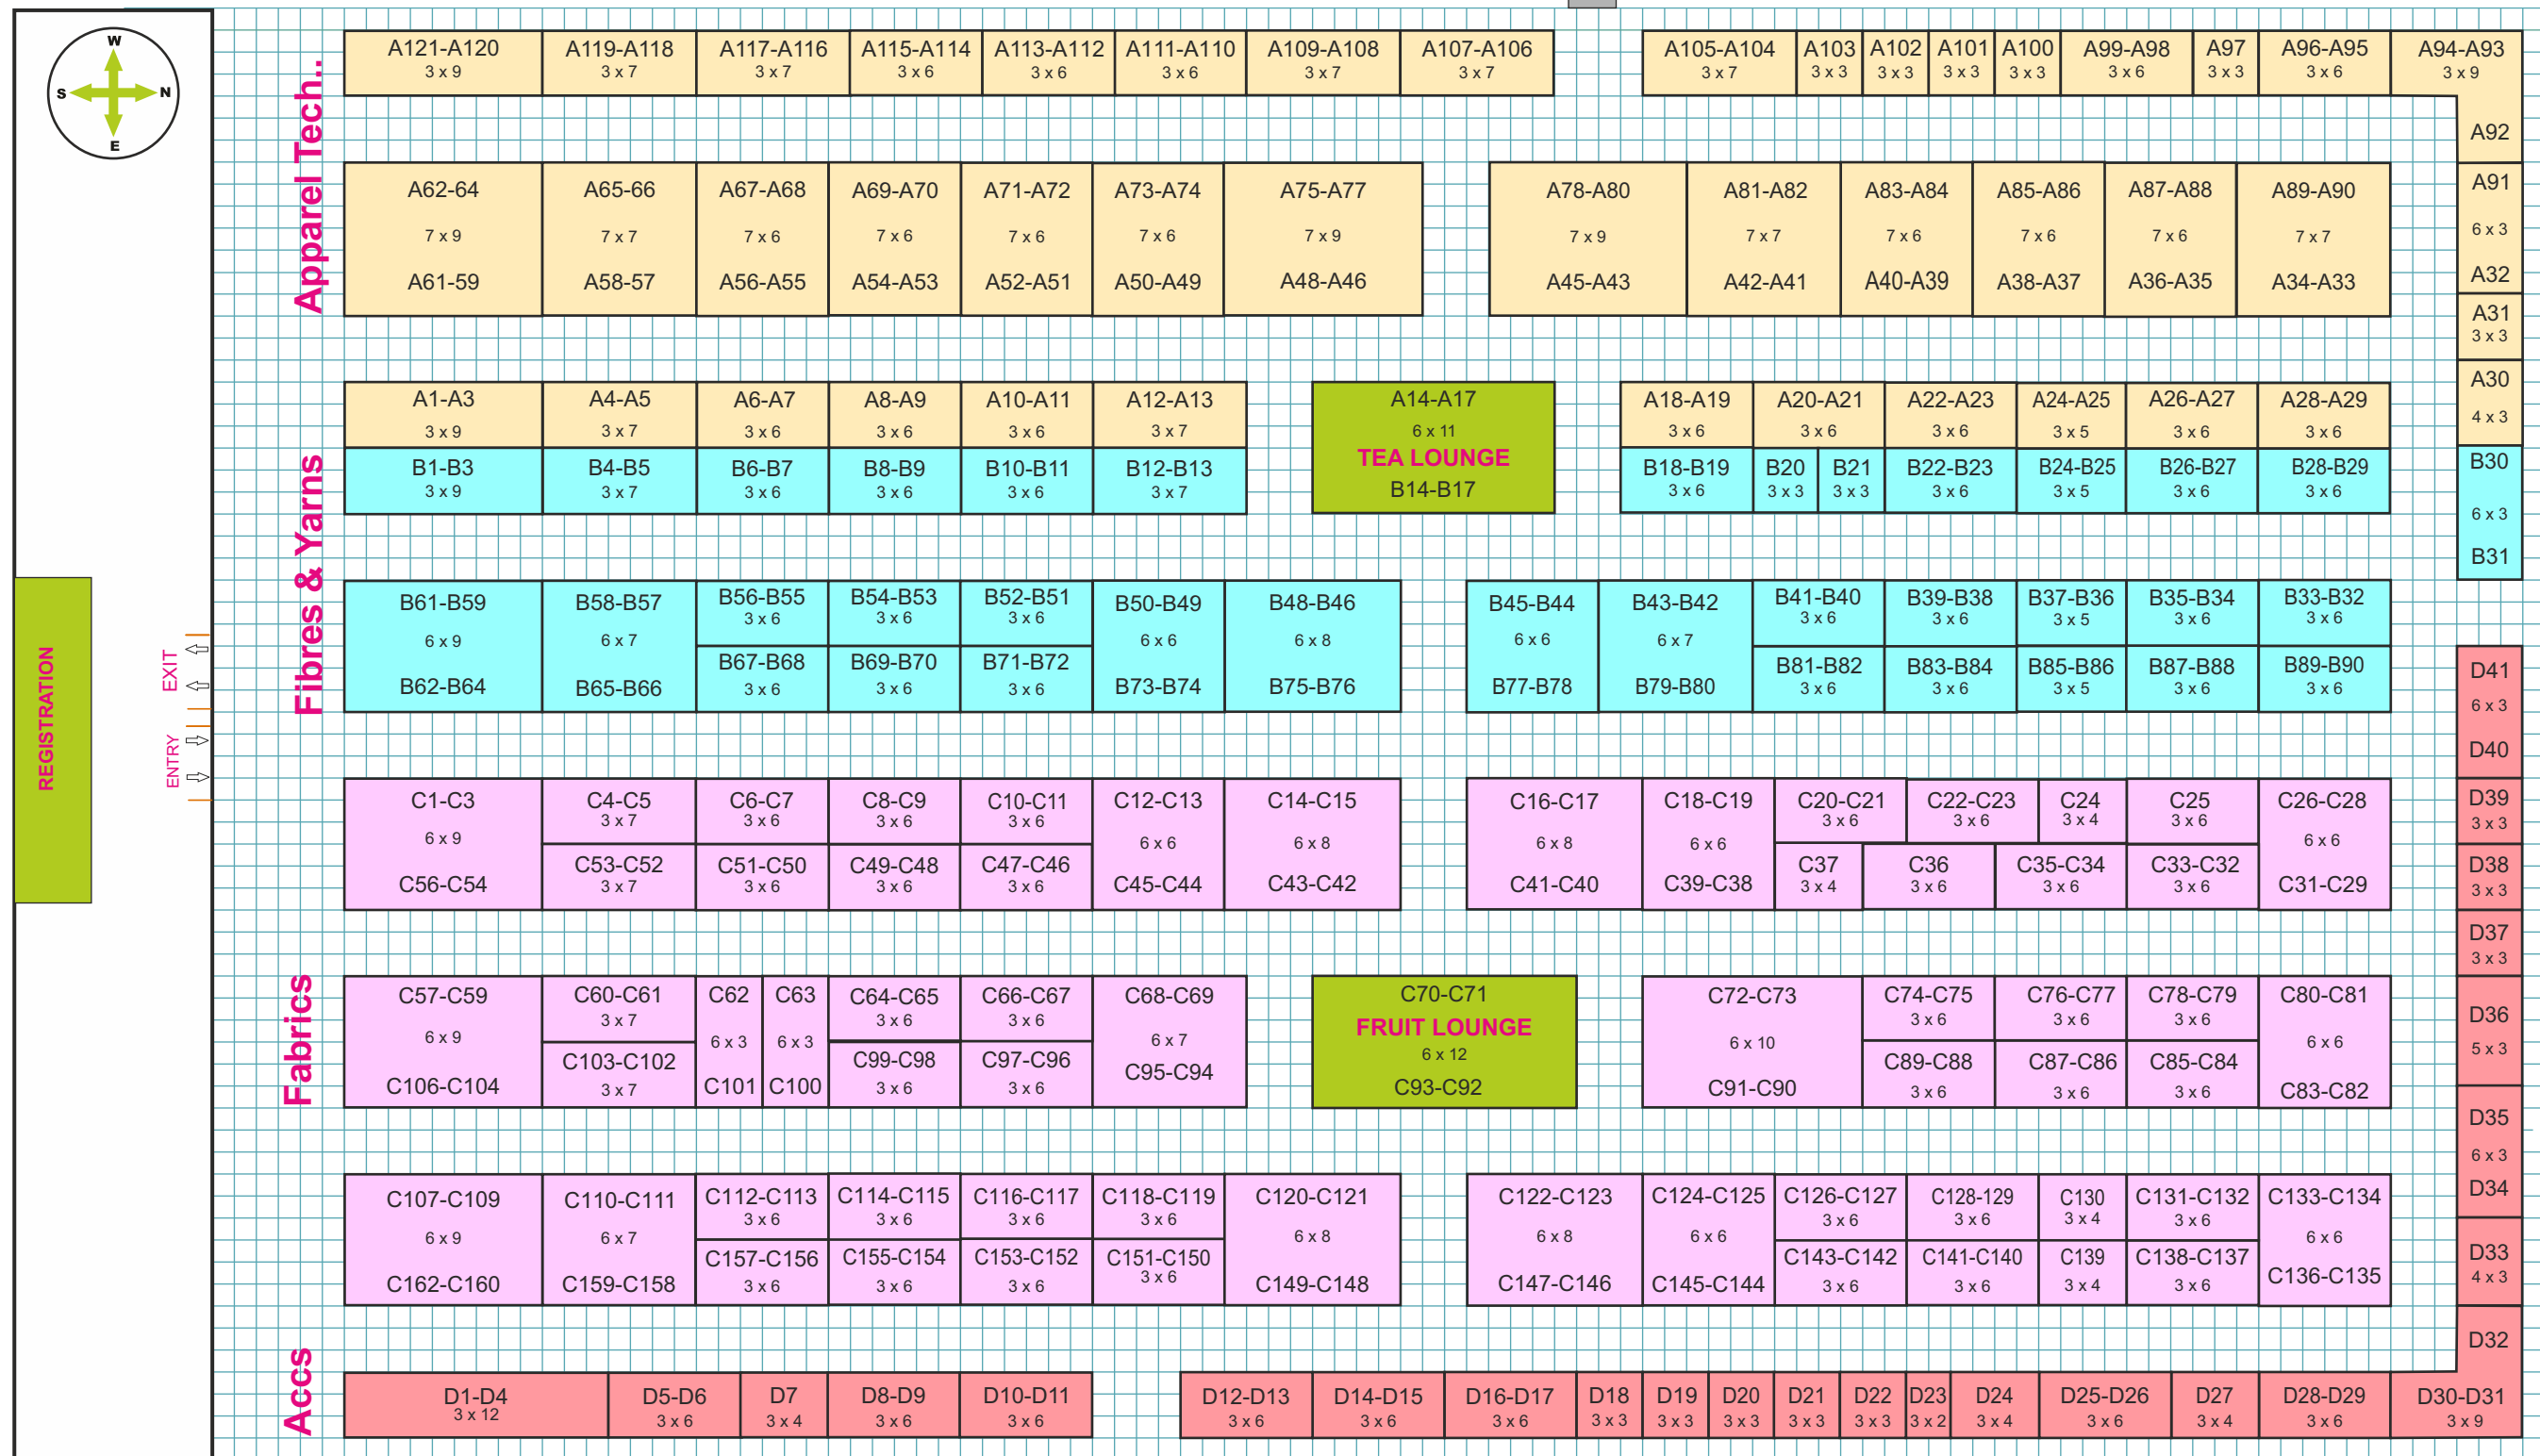 W
S
N
E
Apparel Tech..
Fibres & Yarns
Fabrics
Accs
REGISTRATION
EXIT
ENTRY
A121-A120
3 x 9
A119-A118
3 x 7
A117-A116
3 x 7
A115-A114
3 x 6
A113-A112
3 x 6
A111-A110
3 x 6
A109-A108
3 x 7
A107-A106
3 x 7
A105-A104
3 x 7
A103
3 x 3
A102
3 x 3
A101
3 x 3
A100
3 x 3
A99-A98
3 x 6
A97
3 x 3
A96-A95
3 x 6
A94-A93
3 x 9
A92
A62-64
7 x 9
A61-59
A65-66
7 x 7
A58-57
A67-A68
7 x 6
A56-A55
A69-A70
7 x 6
A54-A53
A71-A72
7 x 6
A52-A51
A73-A74
7 x 6
A50-A49
A75-A77
7 x 9
A48-A46
A78-A80
7 x 9
A45-A43
A81-A82
7 x 7
A42-A41
A83-A84
7 x 6
A40-A39
A85-A86
7 x 6
A38-A37
A87-A88
7 x 6
A36-A35
A89-A90
7 x 7
A34-A33
A91
6 x 3
A32
A31
3 x 3
A30
4 x 3
A1-A3
3 x 9
A4-A5
3 x 7
A6-A7
3 x 6
A8-A9
3 x 6
A10-A11
3 x 6
A12-A13
3 x 7
A14-A17
6 x 11
TEA LOUNGE
B14-B17
A18-A19
3 x 6
A20-A21
3 x 6
A22-A23
3 x 6
A24-A25
3 x 5
A26-A27
3 x 6
A28-A29
3 x 6
B1-B3
3 x 9
B4-B5
3 x 7
B6-B7
3 x 6
B8-B9
3 x 6
B10-B11
3 x 6
B12-B13
3 x 7
B18-B19
3 x 6
B20
3 x 3
B21
3 x 3
B22-B23
3 x 6
B24-B25
3 x 5
B26-B27
3 x 6
B28-B29
3 x 6
B30
6 x 3
B31
B61-B59
6 x 9
B62-B64
B58-B57
6 x 7
B65-B66
B56-B55
3 x 6
B67-B68
3 x 6
B54-B53
3 x 6
B69-B70
3 x 6
B52-B51
3 x 6
B71-B72
3 x 6
B50-B49
6 x 6
B73-B74
B48-B46
6 x 8
B75-B76
B45-B44
6 x 6
B77-B78
B43-B42
6 x 7
B79-B80
B41-B40
3 x 6
B81-B82
3 x 6
B39-B38
3 x 6
B83-B84
3 x 6
B37-B36
3 x 5
B85-B86
3 x 5
B35-B34
3 x 6
B87-B88
3 x 6
B33-B32
3 x 6
B89-B90
3 x 6
D41
6 x 3
D40
C1-C3
6 x 9
C56-C54
C4-C5
3 x 7
C53-C52
3 x 7
C6-C7
3 x 6
C51-C50
3 x 6
C8-C9
3 x 6
C49-C48
3 x 6
C10-C11
3 x 6
C47-C46
3 x 6
C12-C13
6 x 6
C45-C44
C14-C15
6 x 8
C43-C42
C16-C17
6 x 8
C41-C40
C18-C19
6 x 6
C39-C38
C20-C21
3 x 6
C22-C23
3 x 6
C24
3 x 4
C25
3 x 6
C37
3 x 4
C36
3 x 6
C35-C34
3 x 6
C33-C32
3 x 6
C26-C28
6 x 6
C31-C29
D39
3 x 3
D38
3 x 3
D37
3 x 3
C57-C59
6 x 9
C106-C104
C60-C61
3 x 7
C103-C102
3 x 7
C62
6 x 3
C101
C63
6 x 3
C100
C64-C65
3 x 6
C99-C98
3 x 6
C66-C67
3 x 6
C97-C96
3 x 6
C68-C69
6 x 7
C95-C94
C70-C71
FRUIT LOUNGE
6 x 12
C93-C92
C72-C73
6 x 10
C91-C90
C74-C75
3 x 6
C89-C88
3 x 6
C76-C77
3 x 6
C87-C86
3 x 6
C78-C79
3 x 6
C85-C84
3 x 6
C80-C81
6 x 6
C83-C82
D36
5 x 3
D35
6 x 3
D34
C107-C109
6 x 9
C162-C160
C110-C111
6 x 7
C159-C158
C112-C113
3 x 6
C157-C156
3 x 6
C114-C115
3 x 6
C155-C154
3 x 6
C116-C117
3 x 6
C153-C152
3 x 6
C118-C119
3 x 6
C151-C150
3 x 6
C120-C121
6 x 8
C149-C148
C122-C123
6 x 8
C147-C146
C124-C125
6 x 6
C145-C144
C126-C127
3 x 6
C143-C142
3 x 6
C128-129
3 x 6
C141-C140
3 x 6
C130
3 x 4
C139
3 x 4
C131-C132
3 x 6
C138-C137
3 x 6
C133-C134
6 x 6
C136-C135
D33
4 x 3
D32
D1-D4
3 x 12
D5-D6
3 x 6
D7
3 x 4
D8-D9
3 x 6
D10-D11
3 x 6
D12-D13
3 x 6
D14-D15
3 x 6
D16-D17
3 x 6
D18
3 x 3
D19
3 x 3
D20
3 x 3
D21
3 x 3
D22
3 x 3
D23
3 x 2
D24
3 x 4
D25-D26
3 x 6
D27
3 x 4
D28-D29
3 x 6
D30-D31
3 x 9